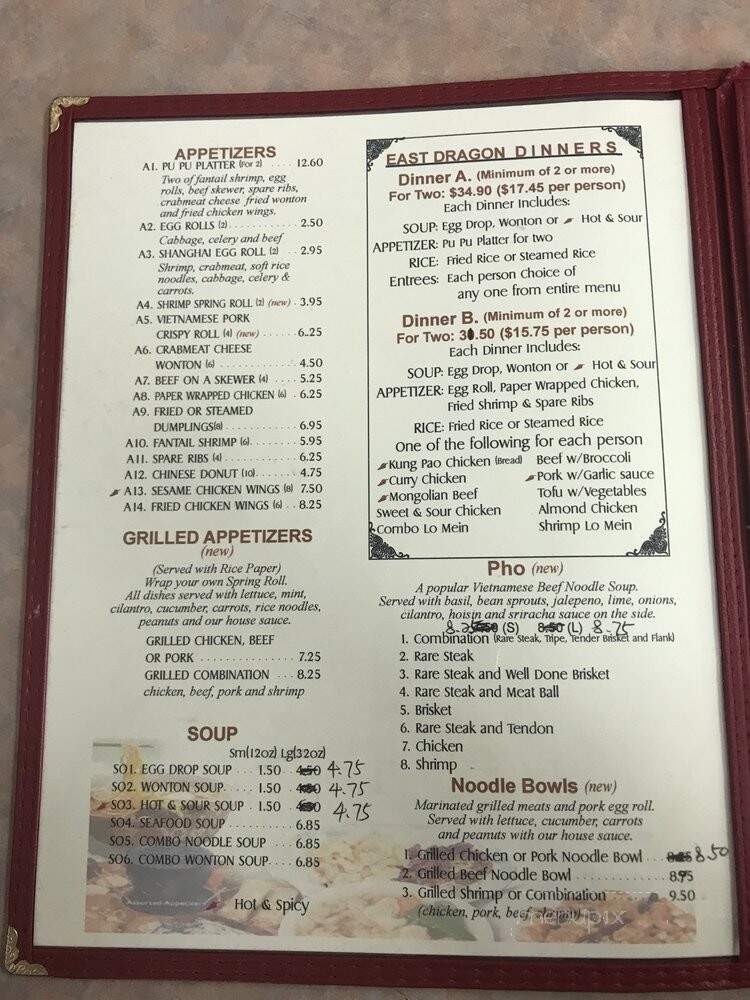 APPETIZERS
A1. PU PU PLATTER (For 2) .... 12.60
Two of fantail shrimp, egg
rolls, beef skewer, spare ribs,
crabmeat cheese fried wonton
and fried chicken wings.
A2. EGG ROLLS (2) ........... 2.50
Cabbage, celery and beef
A3. SHANGHAI EGG ROLL (2) .. 2.95
Shrimp, crabmeat, soft rice
noodles, cabbage, celery &
carrots.
A4. SHRIMP SPRING ROLL (2) (new) . 3.95
A5. VIETNAMESE PORK
CRISPY ROLL (4) (new) ...... 6.25
A6. CRABMEAT CHEESE
WONTON (6) ............... 4.50
A7. BEEF ON A SKEWER (4) .... 5.25
A8. PAPER WRAPPED CHICKEN (6) . 6.25
A9. FRIED OR STEAMED
DUMPLINGS(8) ............. 6.95
A10. FANTAIL SHRIMP (6) ....... 5.95
A11. SPARE RIBS (4) ........... 6.25
A12. CHINESE DONUT (10) ...... 4.75
A13. SESAME CHICKEN WINGS (8) 7.50
A14. FRIED CHICKEN WINGS (6) .. 8.25
GRILLED APPETIZERS
(new)
(Served with Rice Paper)
Wrap your own Spring Roll.
All dishes served with lettuce, mint,
cilantro, cucumber, carrots, rice noodles,
peanuts and our house sauce.
GRILLED CHICKEN, BEEF
OR PORK ................ 7.25
GRILLED COMBINATION ... 8.25
chicken, beef, pork and shrimp
SOUP
Sm(12oz) Lg(32oz)
SO1. EGG DROP SOUP .... 1.50 4.50 4.75
SO2. WONTON SOUP..... 1.50 4.75
SO3. HOT & SOUR SOUP . 1.50 4.75
SO4. SEAFOOD SOUP ............ 6.85
SO5. COMBO NOODLE SOUP .... 6.85
SO6. COMBO WONTON SOUP.... 6.85
Assorted Appetizer
Hot & Spicy
EAST DRAGON DINNERS
Dinner A. (Minimum of 2 or more)
For Two: $34.90 ($17.45 per person)
Each Dinner Includes:
SOUP: Egg Drop, Wonton or Hot & Sour
APPETIZER: Pu Pu Platter for two
RICE: Fried Rice or Steamed Rice
Entrees: Each person choice of
any one from entire menu
Dinner B. (Minimum of 2 or more)
For Two: 31.50 ($15.75 per person)
Each Dinner Includes:
SOUP: Egg Drop, Wonton or Hot & Sour
APPETIZER: Egg Roll, Paper Wrapped Chicken,
Fried Shrimp & Spare Ribs
RICE: Fried Rice or Steamed Rice
One of the following for each person
Kung Pao Chicken (Bread) Beef w/Broccoli
Curry Chicken Pork w/Garlic sauce
Mongolian Beef Tofu w/Vegetables
Sweet & Sour Chicken Almond Chicken
Combo Lo Mein Shrimp Lo Mein
Pho (new)
A popular Vietnamese Beef Noodle Soup.
Served with basil, bean sprouts, jalepeno, lime, onions,
cilantro, hoisin and sriracha sauce on the side.
8.25 (S) 8.50 (L) 8.75
1. Combination (Rare Steak, Tripe, Tender Brisket and Flank)
2. Rare Steak
3. Rare Steak and Well Done Brisket
4. Rare Steak and Meat Ball
5. Brisket
6. Rare Steak and Tendon
7. Chicken
8. Shrimp
Noodle Bowls (new)
Marinated grilled meats and pork egg roll.
Served with lettuce, cucumber, carrots
and peanuts with our house sauce.
1. Grilled Chicken or Pork Noodle Bowl ... 8.25 8.50
2. Grilled Beef Noodle Bowl ................ 8.95
3. Grilled Shrimp or Combination ........ 9.50
(chicken, pork, beef, shrimp)
menupix